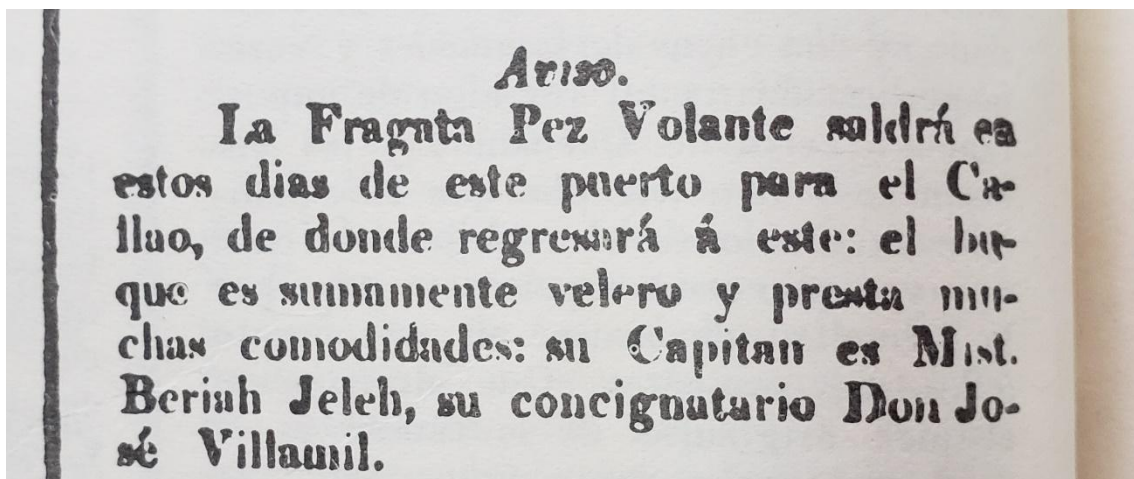 Aviso.
La Fragata Pez Volante saldrá en
estos dias de este puerto para el Ca-
llao, de donde regresará á este: el bu-
que es sumamente velero y presta mu-
chas comodidades: su Capitan es Mist.
Beriah Jeleh, su concignatario Don Jo-
sé Villamil.